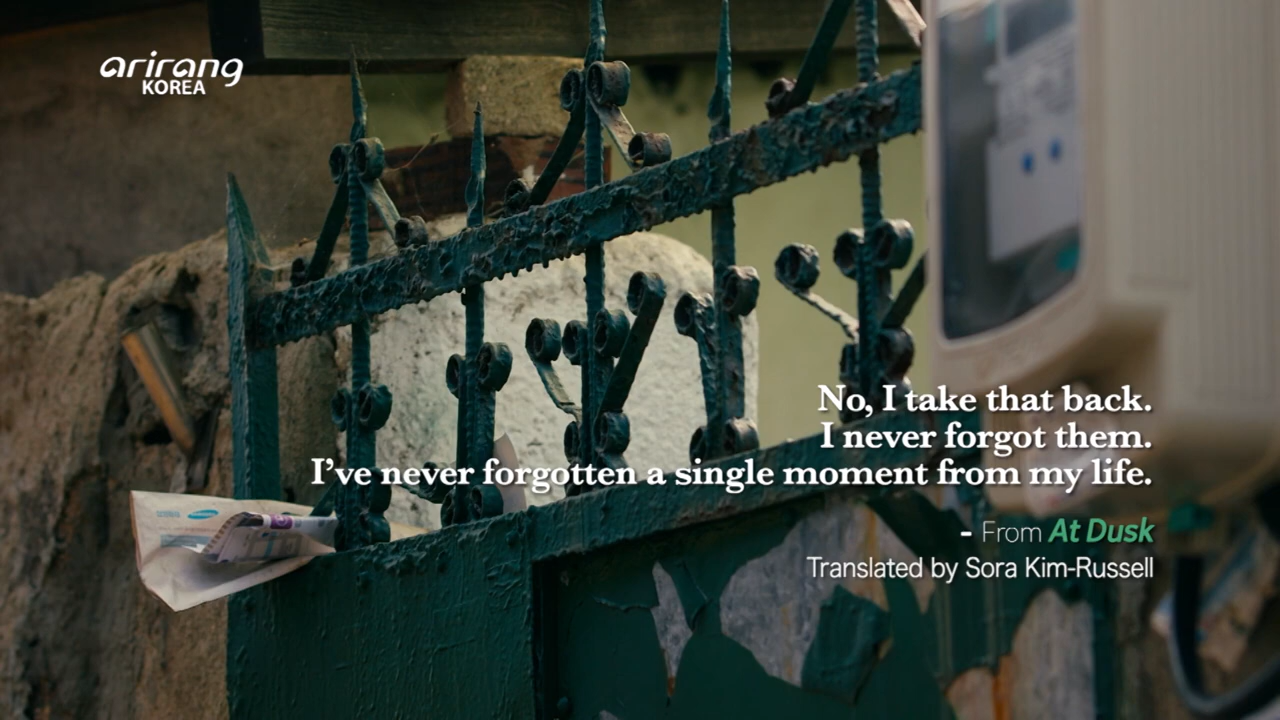 arirang
KOREA
No, I take that back.
I never forgot them.
I've never forgotten a single moment from my life.
- From At Dusk
Translated by Sora Kim-Russell